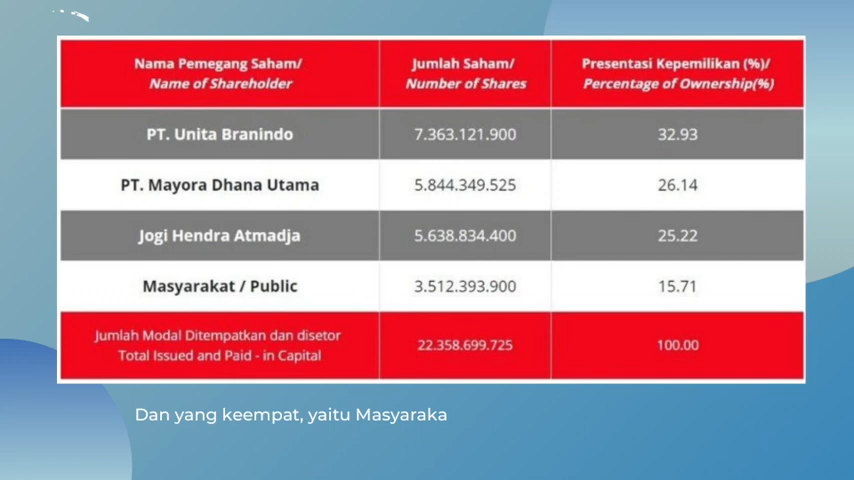 Nama Pemegang Saham/ Jumlah Saham/ Presentasi Kepemilikan (%)/
Name of Shareholder Number of Shares Percentage of Ownership(%)
PT. Unita Branindo 7.363.121.900 32.93
PT. Mayora Dhana Utama 5.844.349.525 26.14
Jogi Hendra Atmadja 5.638.834.400 25.22
Masyarakat / Public 3.512.393.900 15.71
Jumlah Modal Ditempatkan dan disetor
Total Issued and Paid - in Capital 22.358.699.725 100.00
Dan yang keempat, yaitu Masyaraka